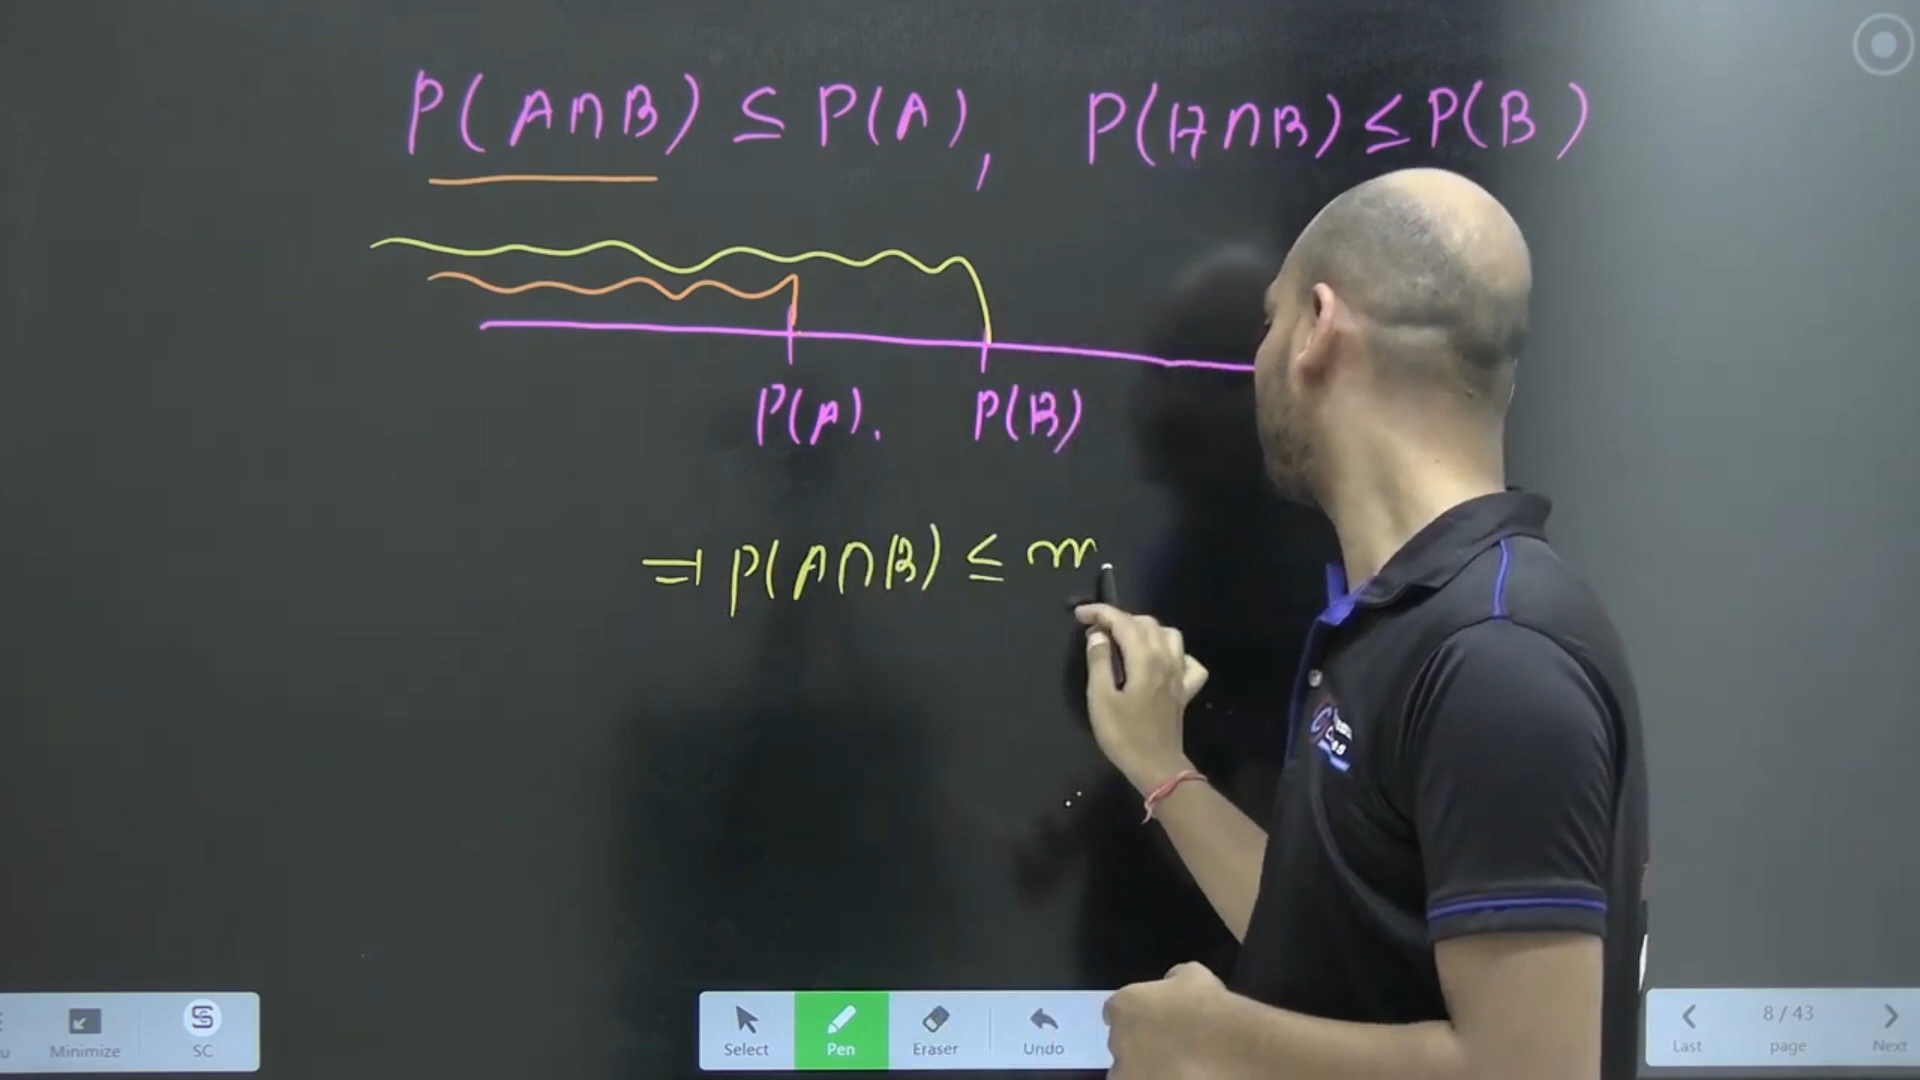 P(A∩B) ≤ P(A), P(A∩B) ≤ P(B)
P(A). P(B)
⇒ P(A∩B) ≤ m
Minimize
SC
Select
Pen
Eraser
Undo
Last
8 / 43
page
Next